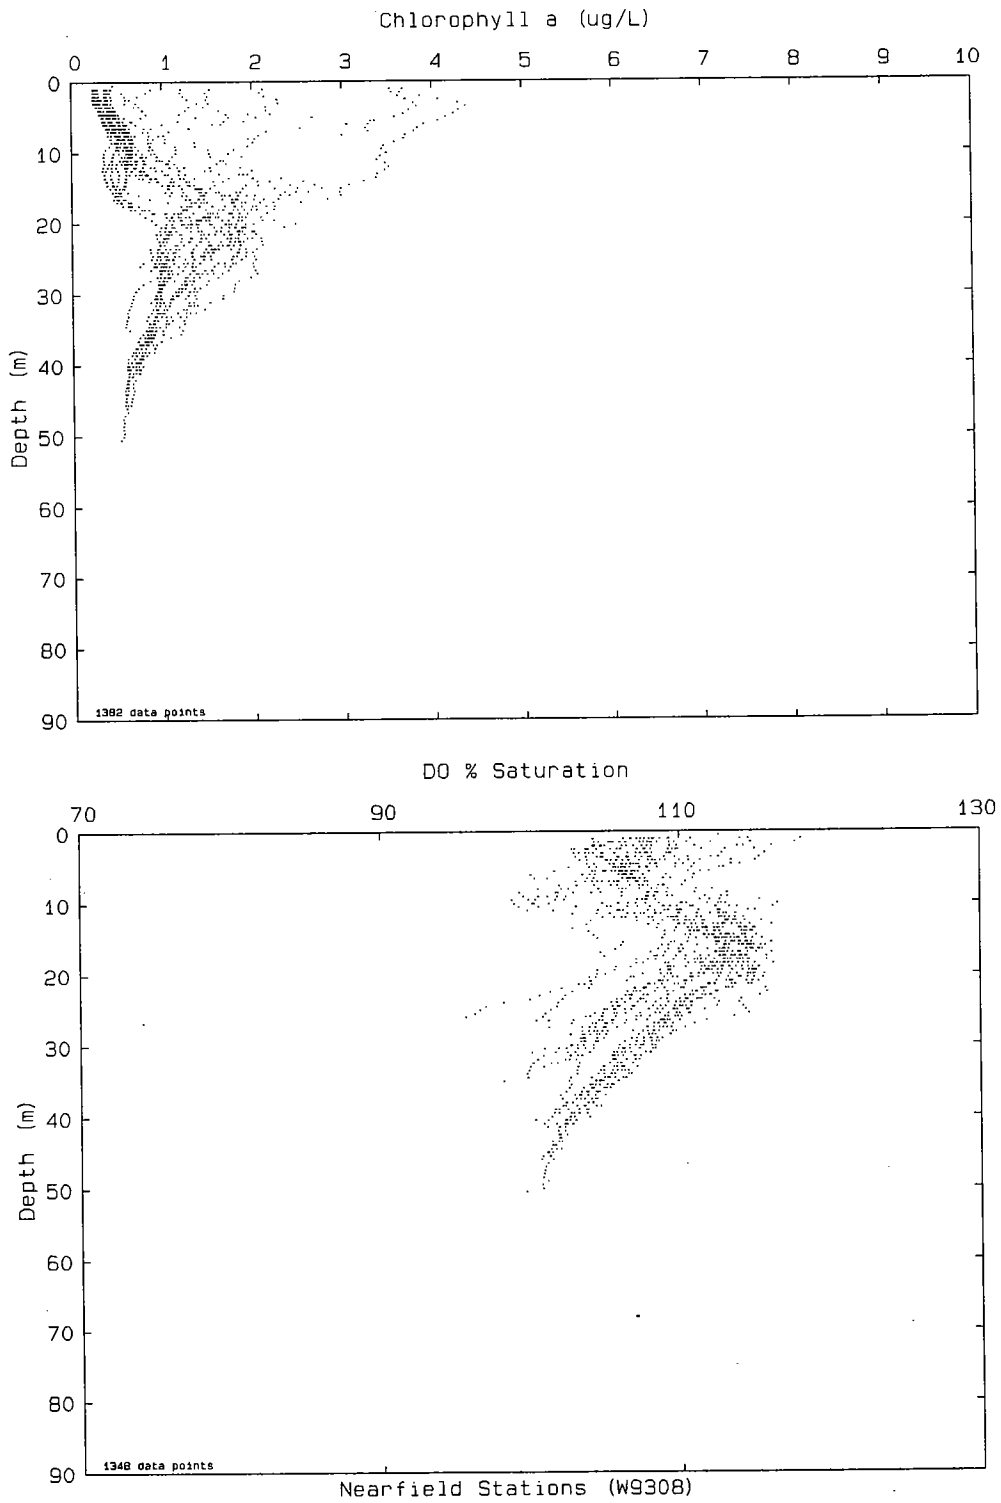 Chlorophyll a (ug/L)
0 1 2 3 4 5 6 7 8 9 10
0
10
20
30
40
50
60
70
80
90
Depth (m)
1382 data points
DO % Saturation
70 90 110 130
0
10
20
30
40
50
60
70
80
90
Depth (m)
1348 data points
Nearfield Stations (W9308)